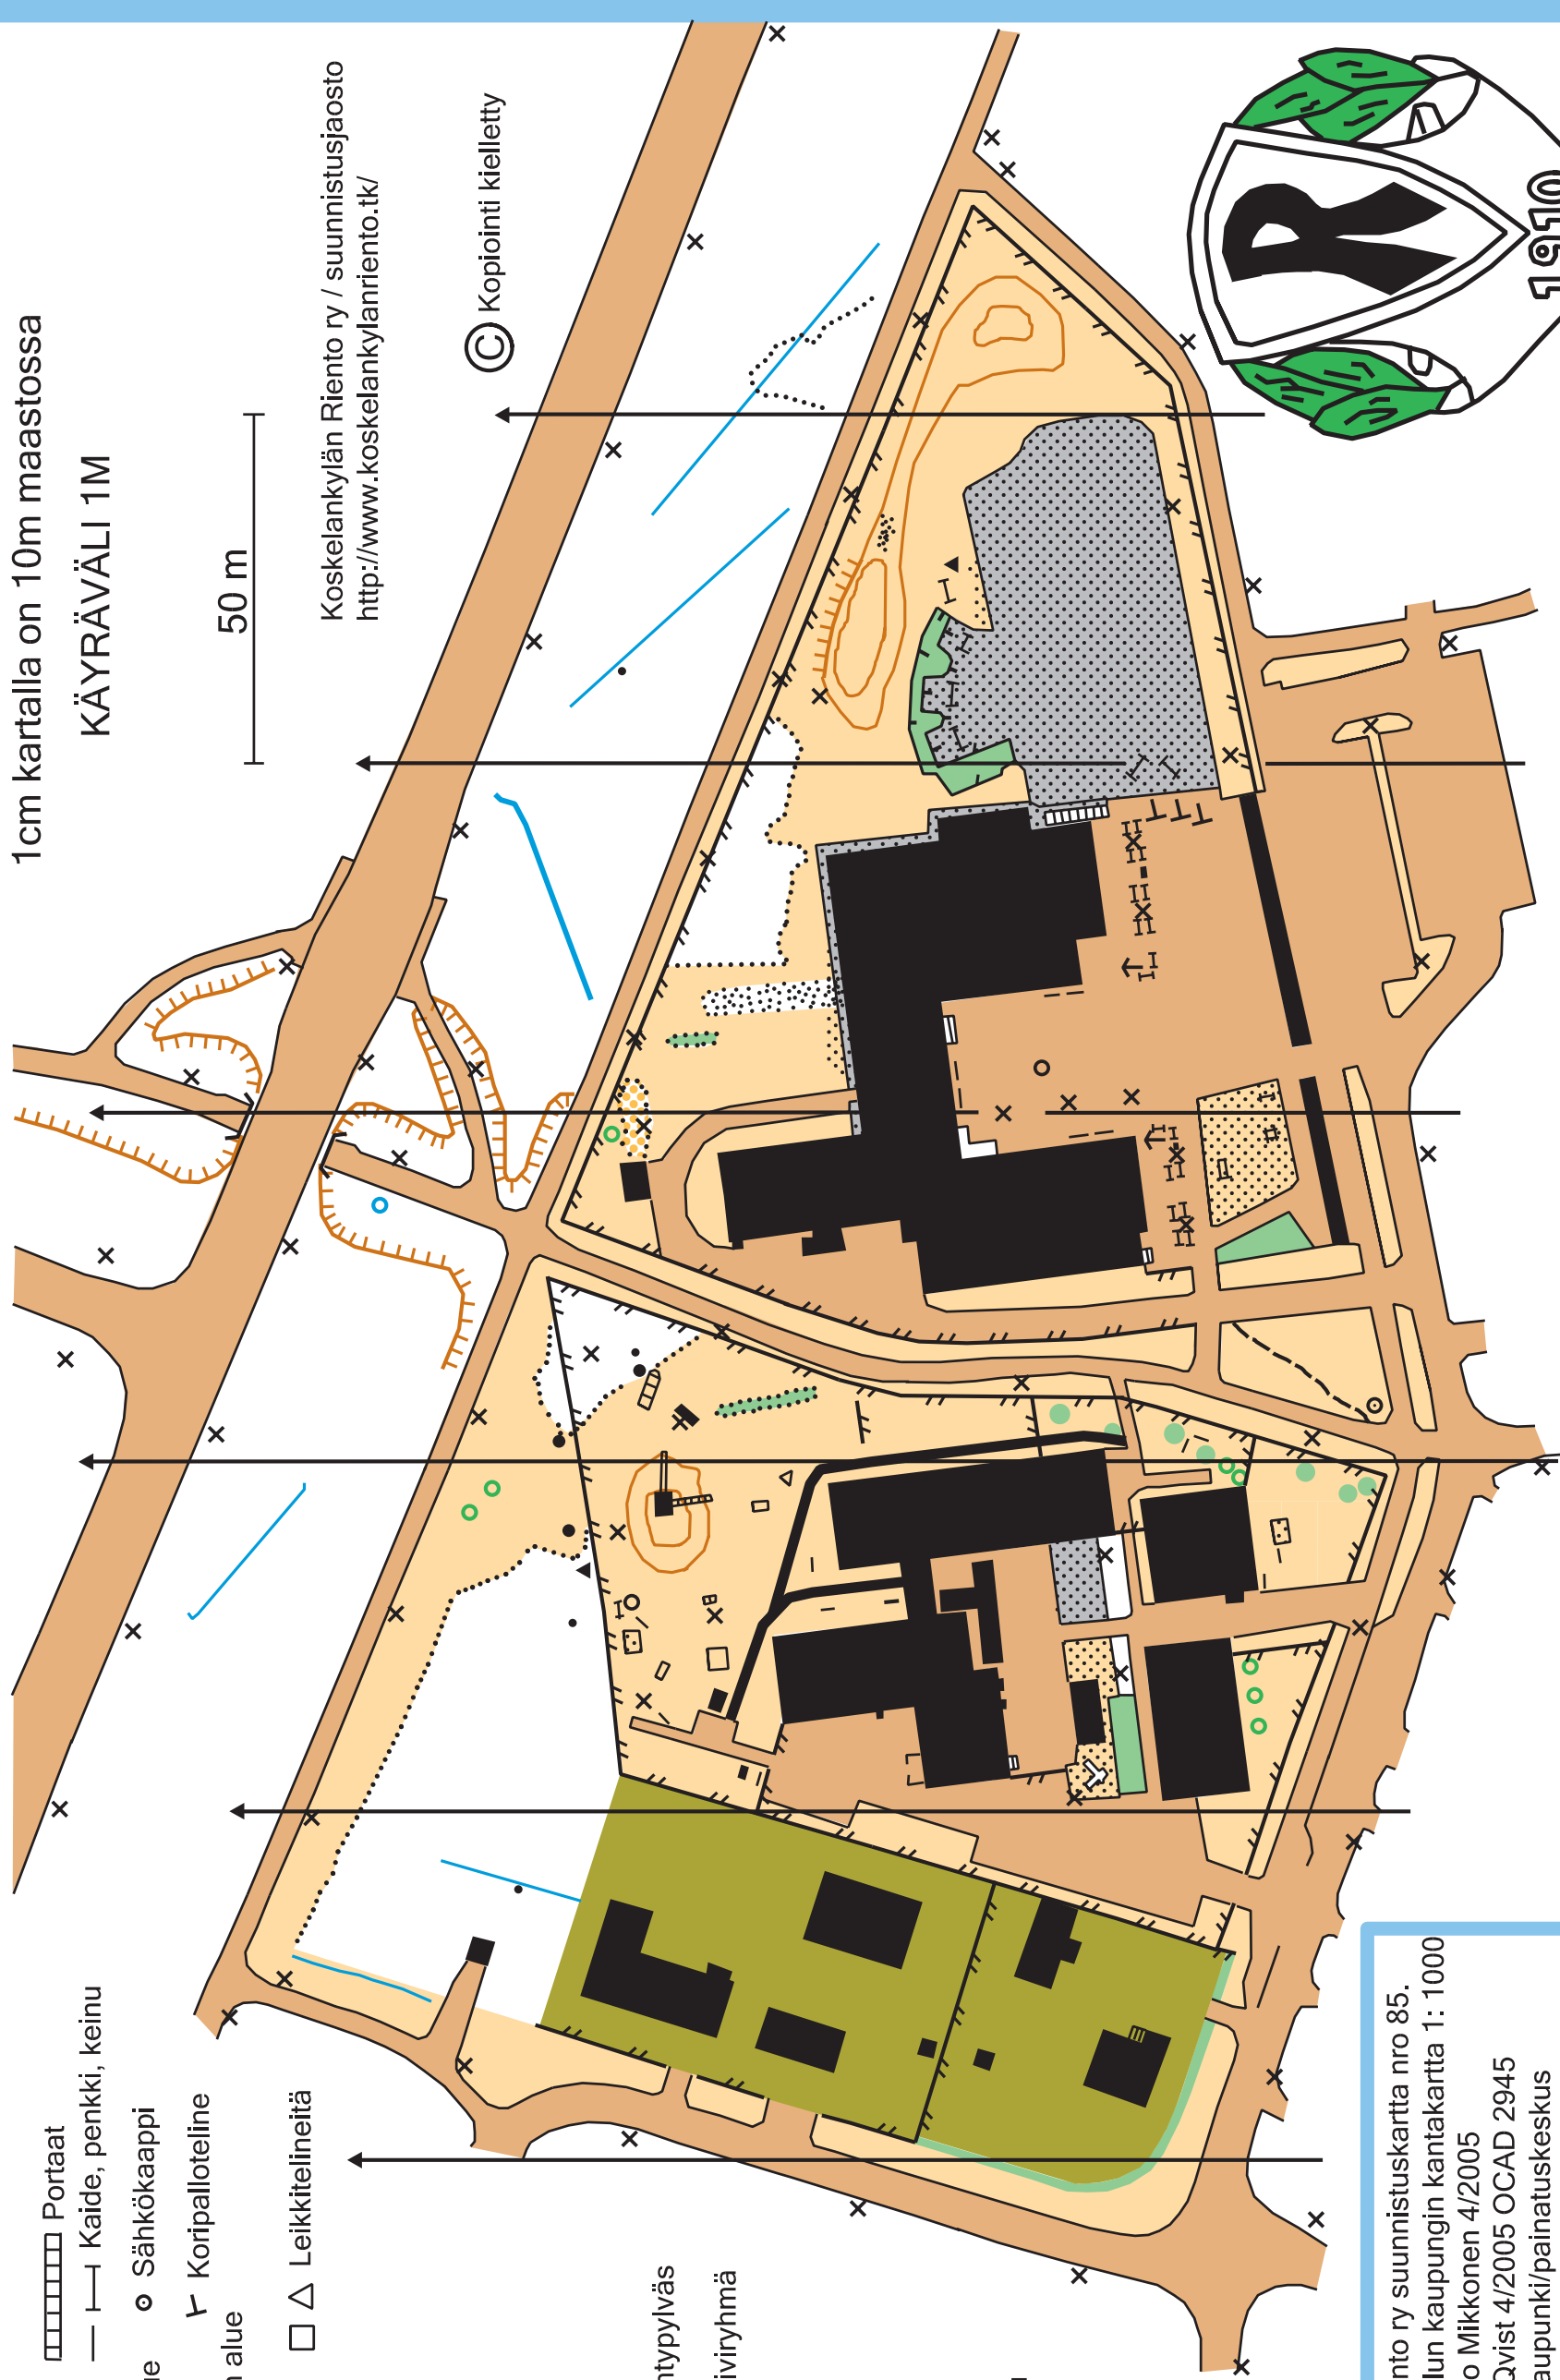 1cm kartalla on 10m maastossa
KÄYRÄVÄLI 1M
50 m
Koskelankylän Riento ry / suunnistusjaosto
http://www.koskelankylanriento.tk/
© Kopiointi kielletty
R
1910
Portaat
Kaide, penkki, keinu
Sähkökaappi
Koripalloteline
alue
Leikkitelineitä
ntypylväs
iviryhmä
nto ry suunnistuskartta nro 85.
lun kaupungin kantakartta 1: 1000
o Mikkonen 4/2005
Qvist 4/2005 OCAD 2945
aupunki/painatuskeskus